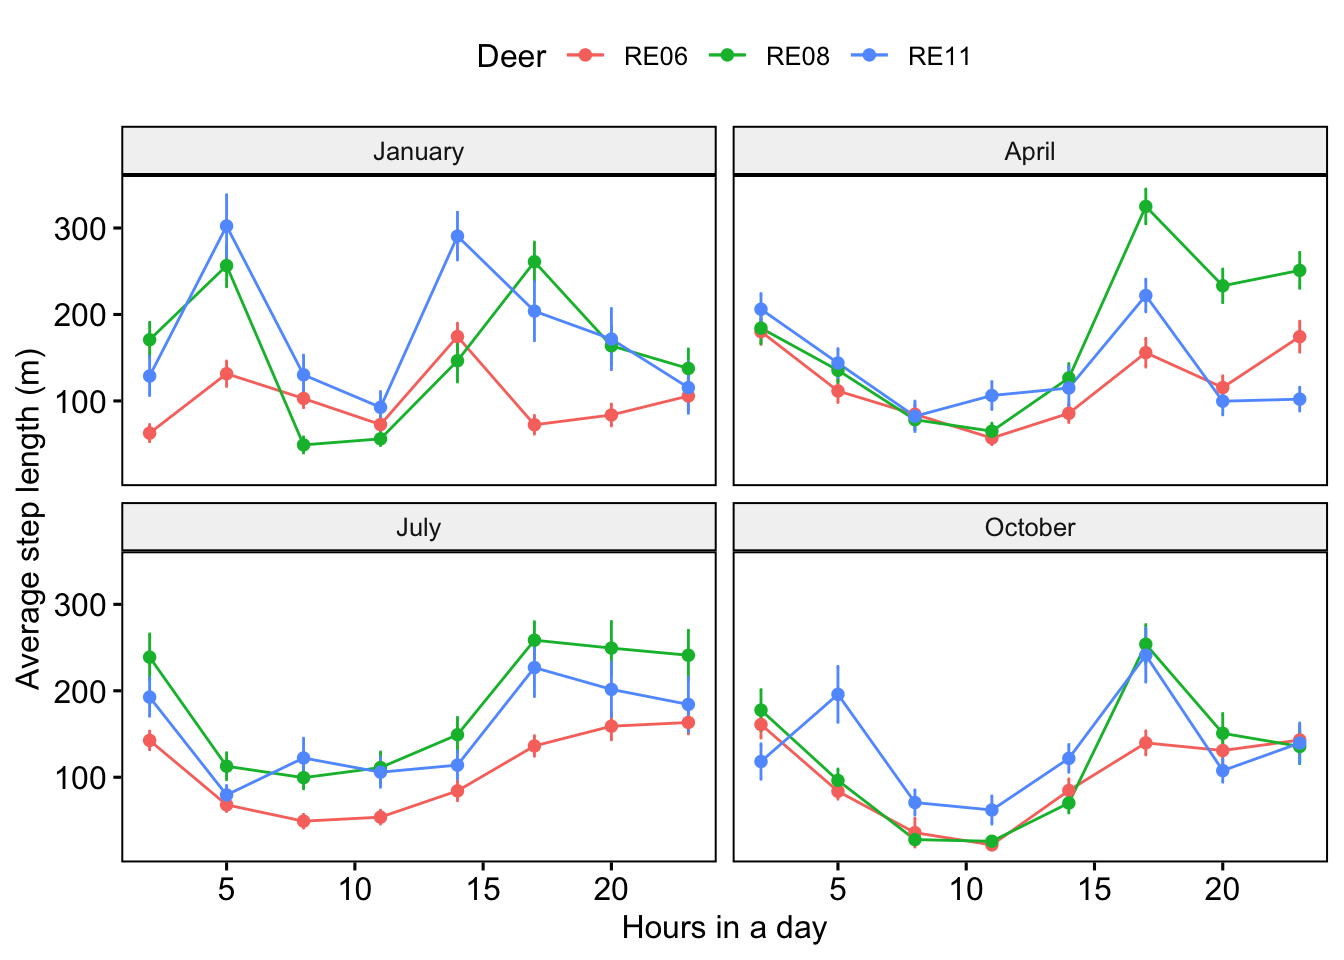 Deer RE06 RE08 RE11
January April
300
200
100
Average step length (m)
July October
300
200
100
5 10 15 20 5 10 15 20
Hours in a day